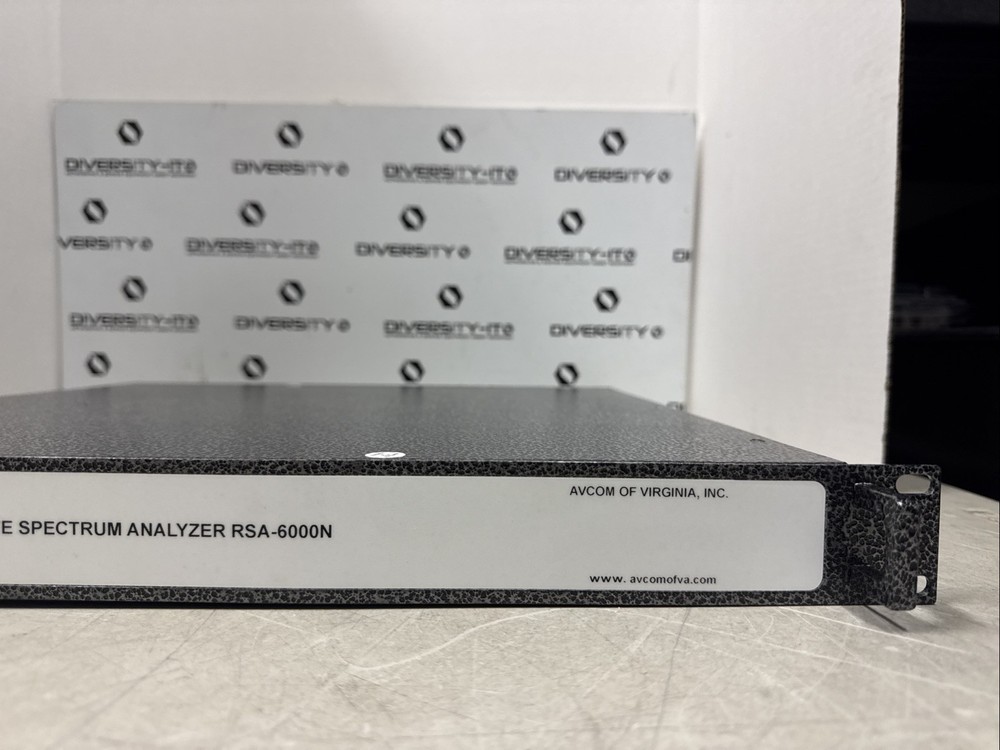 DIVERSITY-IT DIVERSITY DIVERSITY-IT DIVERSITY
VERSITY DIVERSITY-IT DIVERSITY DIVERSITY-IT
DIVERSITY-IT DIVERSITY DIVERSITY-IT DIVERSITY
AVCOM OF VIRGINIA, INC.
E SPECTRUM ANALYZER RSA-6000N
www. avcomofva.com